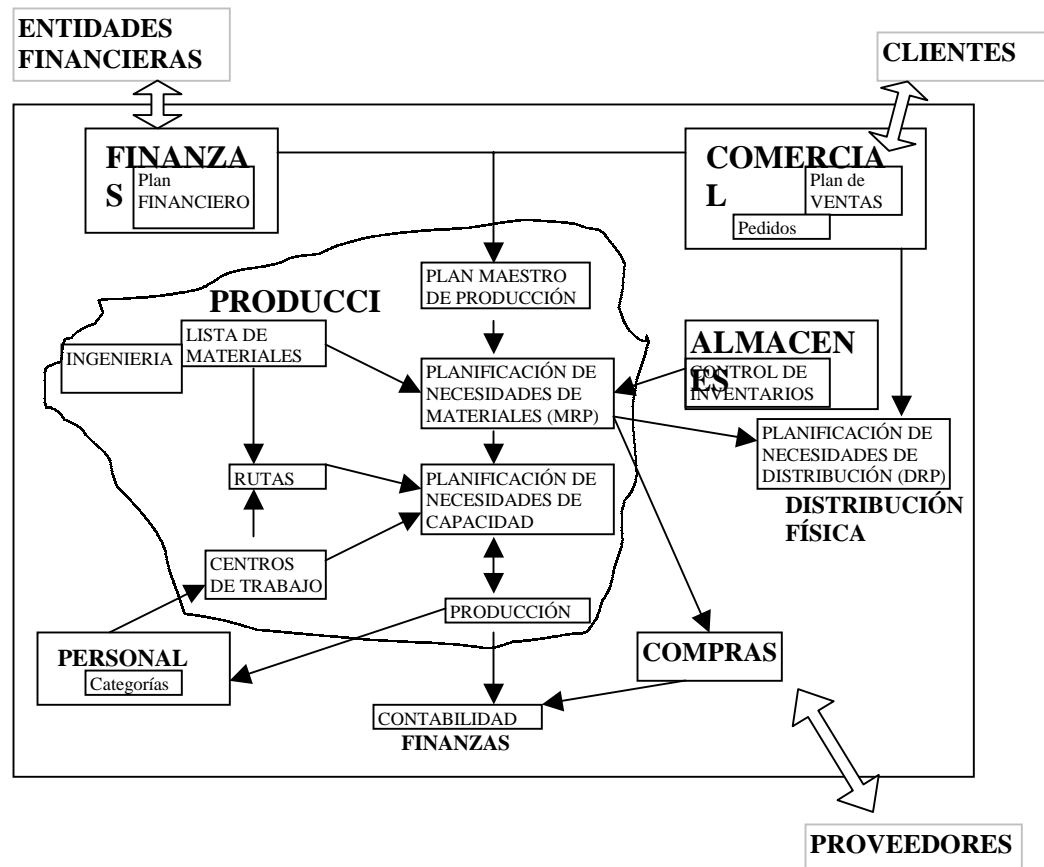 ENTIDADES
FINANCIERAS
CLIENTES
FINANZA
S
Plan
FINANCIERO
COMERCIA
L
Plan de
VENTAS
Pedidos
PLAN MAESTRO
DE PRODUCCIÓN
PRODUCCI
LISTA DE
MATERIALES
INGENIERIA
ALMACEN
ES
CONTROL DE
INVENTARIOS
PLANIFICACIÓN DE
NECESIDADES DE
MATERIALES (MRP)
PLANIFICACIÓN DE
NECESIDADES DE
DISTRIBUCIÓN (DRP)
DISTRIBUCIÓN
FÍSICA
RUTAS
PLANIFICACIÓN DE
NECESIDADES DE
CAPACIDAD
CENTROS
DE TRABAJO
PRODUCCIÓN
PERSONAL
Categorías
COMPRAS
CONTABILIDAD
FINANZAS
PROVEEDORES